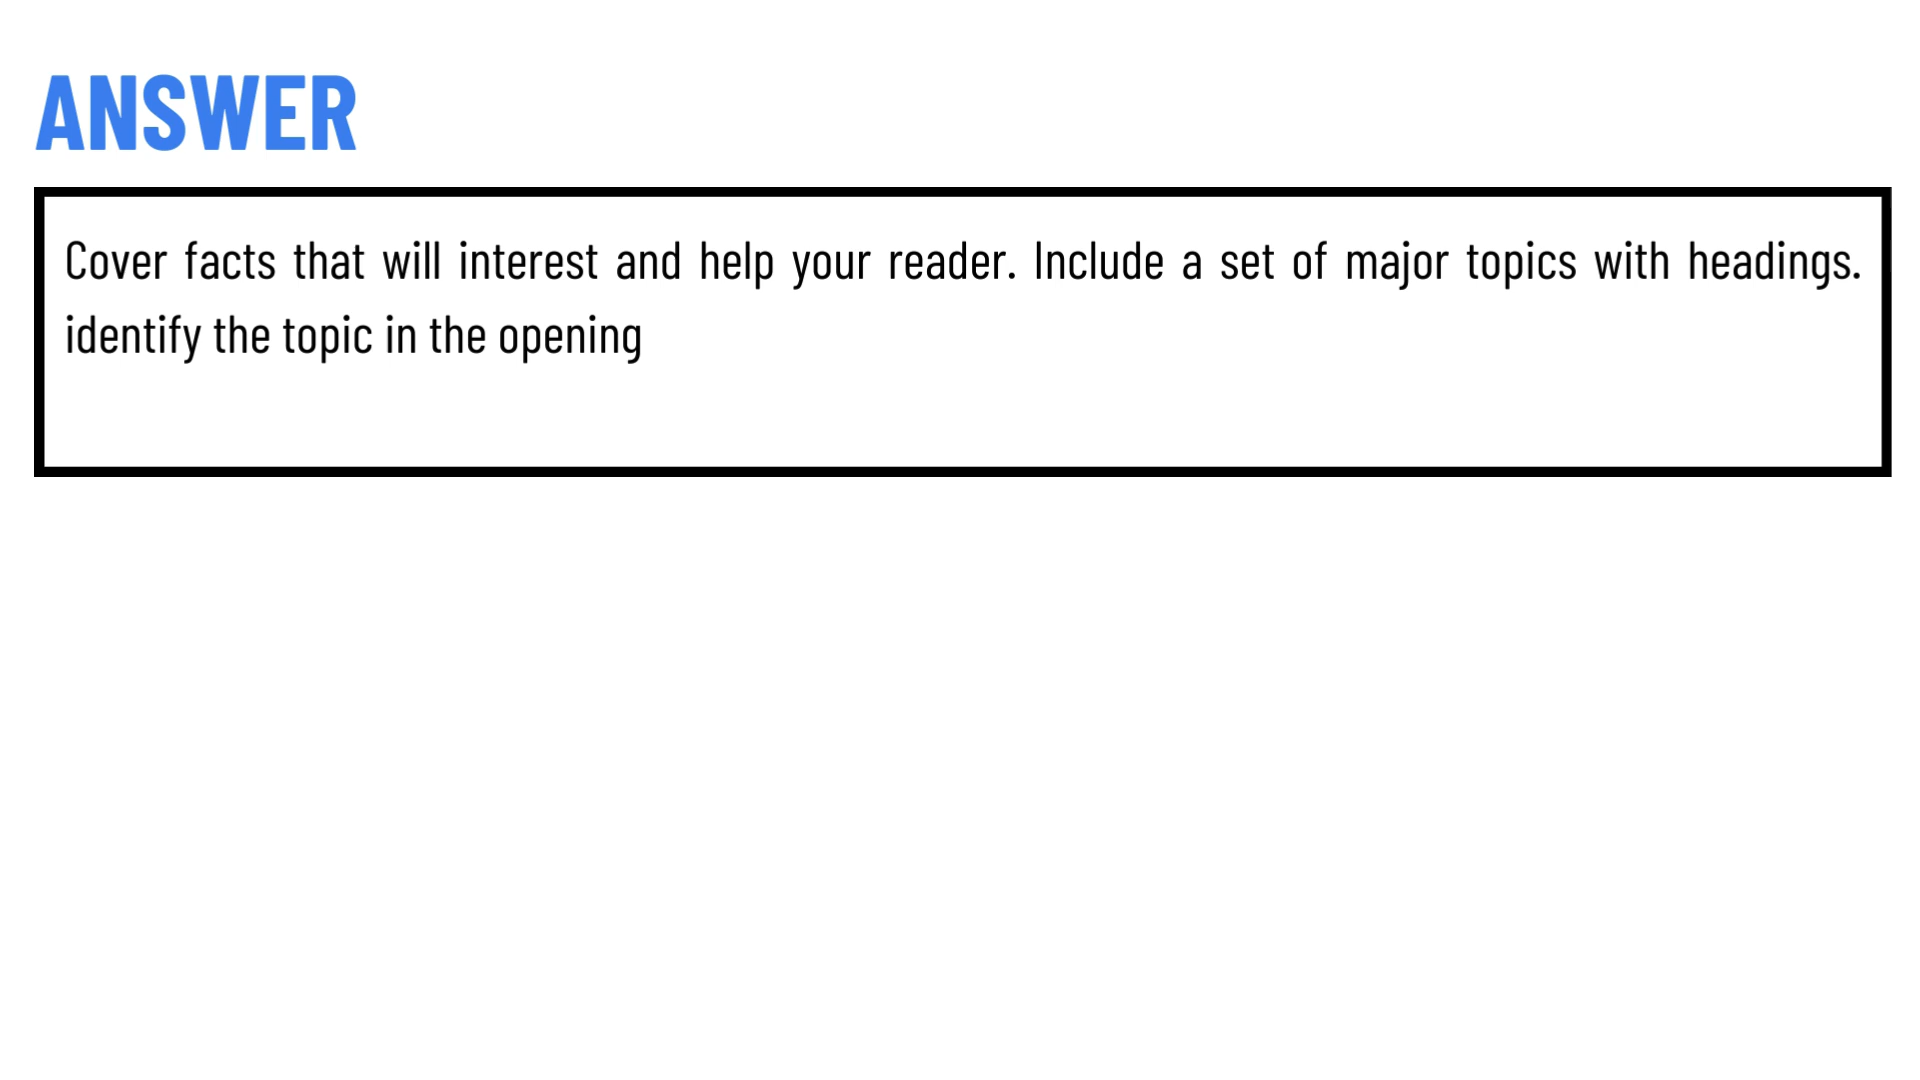 ANSWER
Cover facts that will interest and help your reader. Include a set of major topics with headings.
identify the topic in the opening